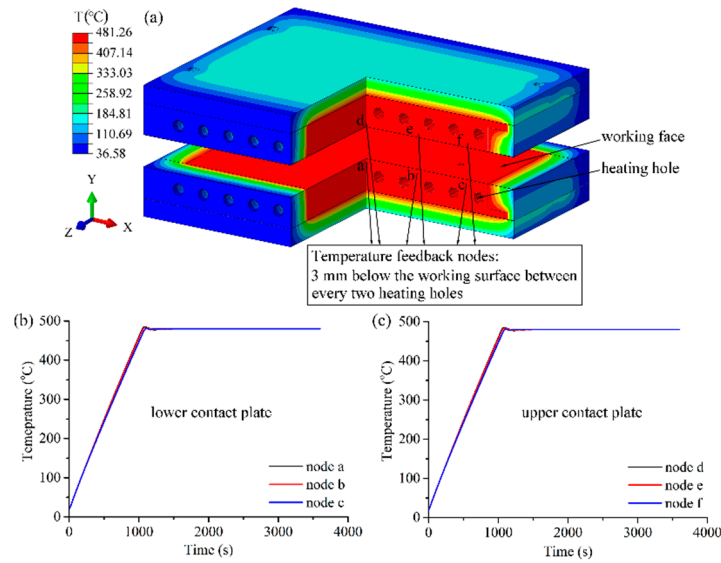 T(℃)
(a)
481.26
407.14
333.03
258.92
184.81
110.69
36.58
d
e
f
working face
a
b
c
heating hole
Y
Z
X
Temperature feedback nodes:
3 mm below the working surface between
every two heating holes
(b)
500
400
300
200
100
0
Temeprature (℃)
lower contact plate
node a
node b
node c
0 1000 2000 3000 4000
Time (s)
(c)
500
400
300
200
100
0
Temperature (℃)
upper contact plate
node d
node e
node f
0 1000 2000 3000 4000
Time (s)